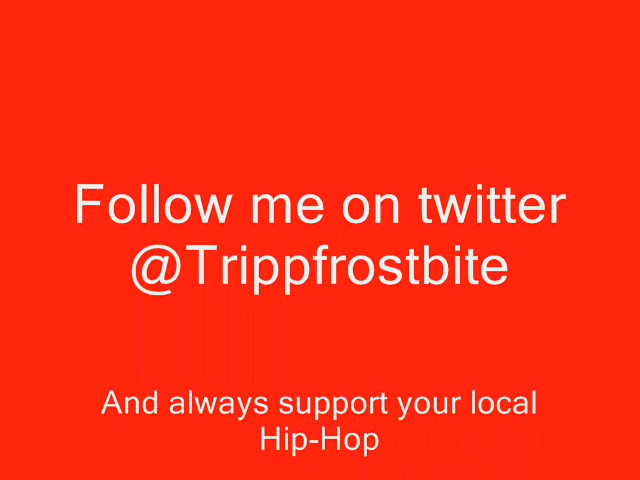 Follow me on twitter
@Trippfrostbite
And always support your local
Hip-Hop